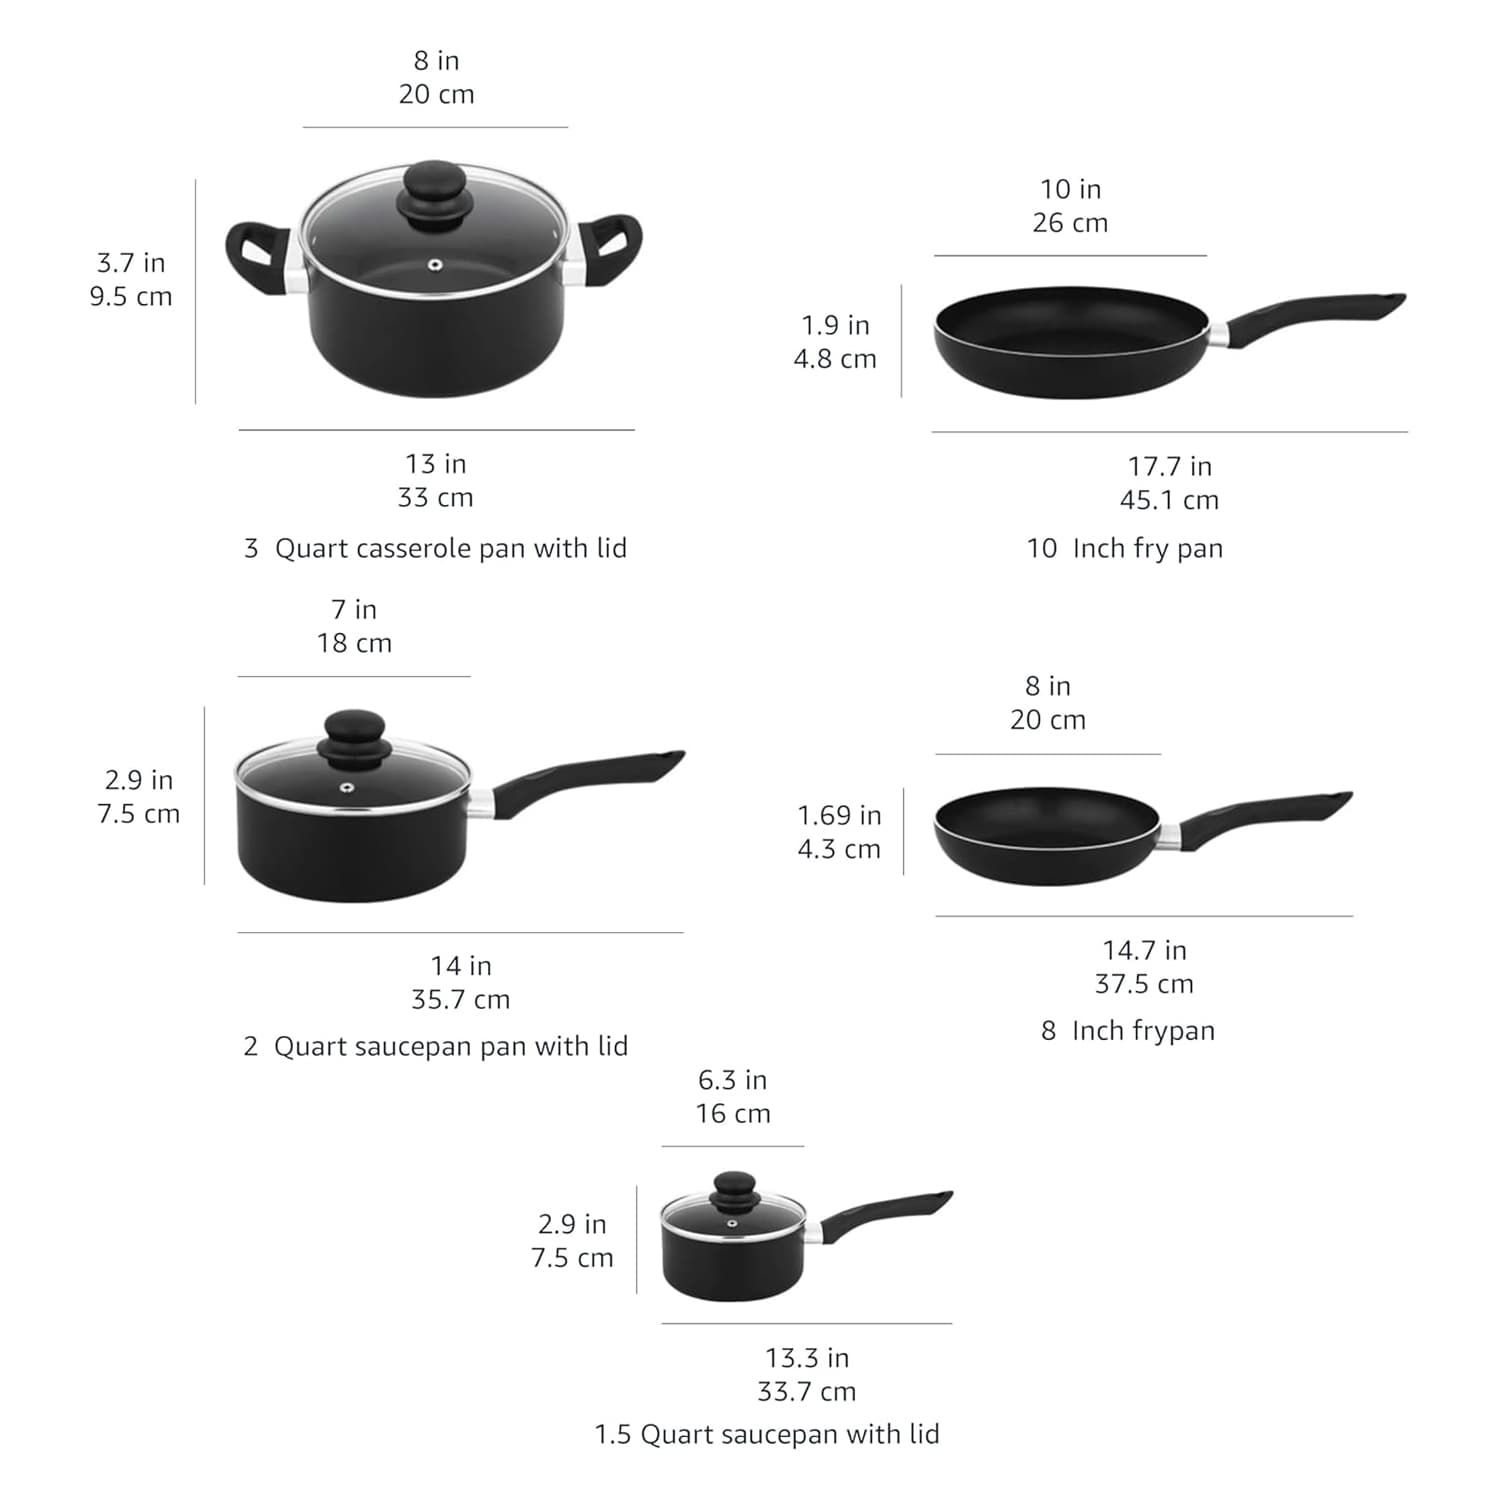 8 in
20 cm
3.7 in
9.5 cm
13 in
33 cm
3 Quart casserole pan with lid
10 in
26 cm
1.9 in
4.8 cm
17.7 in
45.1 cm
10 Inch fry pan
7 in
18 cm
2.9 in
7.5 cm
14 in
35.7 cm
2 Quart saucepan pan with lid
8 in
20 cm
1.69 in
4.3 cm
14.7 in
37.5 cm
8 Inch frypan
6.3 in
16 cm
2.9 in
7.5 cm
13.3 in
33.7 cm
1.5 Quart saucepan with lid